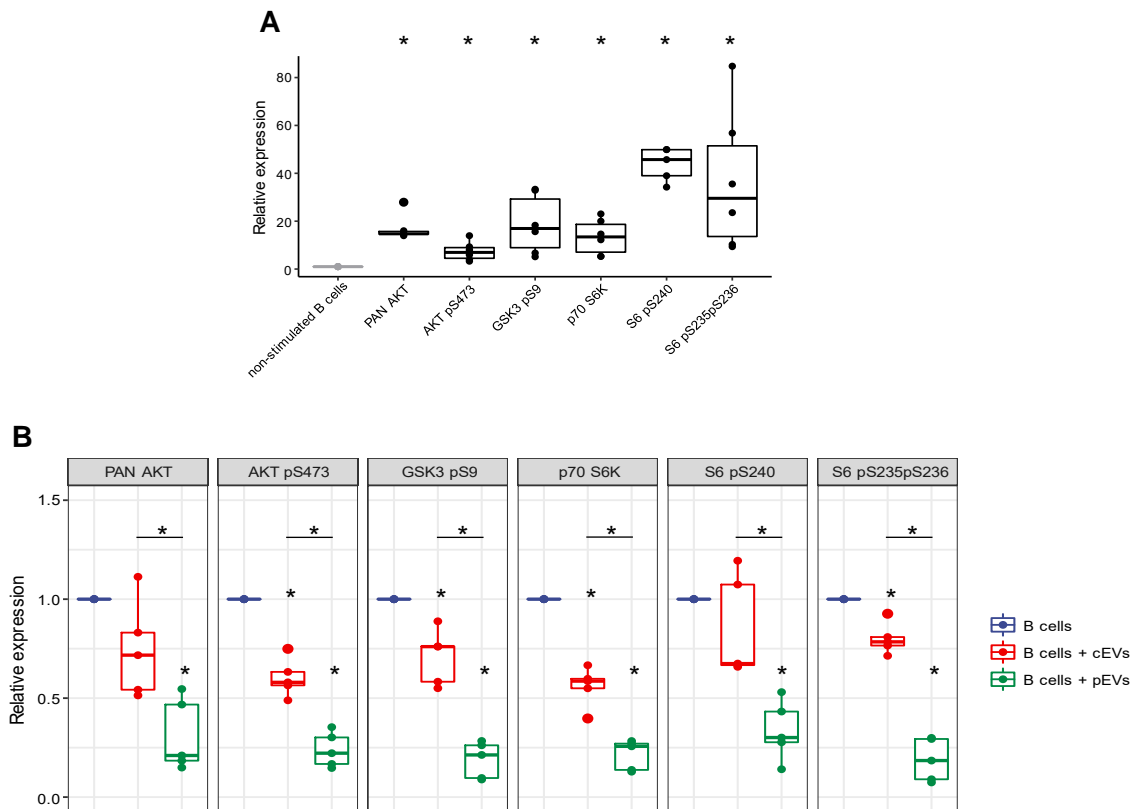 A
* * * * * *
Relative expression
80
60
40
20
0
non-stimulated B cells
PAN AKT
AKT pS473
GSK3 pS9
p70 S6K
S6 pS240
S6 pS235pS236
B
PAN AKT AKT pS473 GSK3 pS9 p70 S6K S6 pS240 S6 pS235pS236
Relative expression
1.5
* * * * * *
1.0
* * * *
* * * * * *
0.5
0.0
B cells
B cells + cEVs
B cells + pEVs